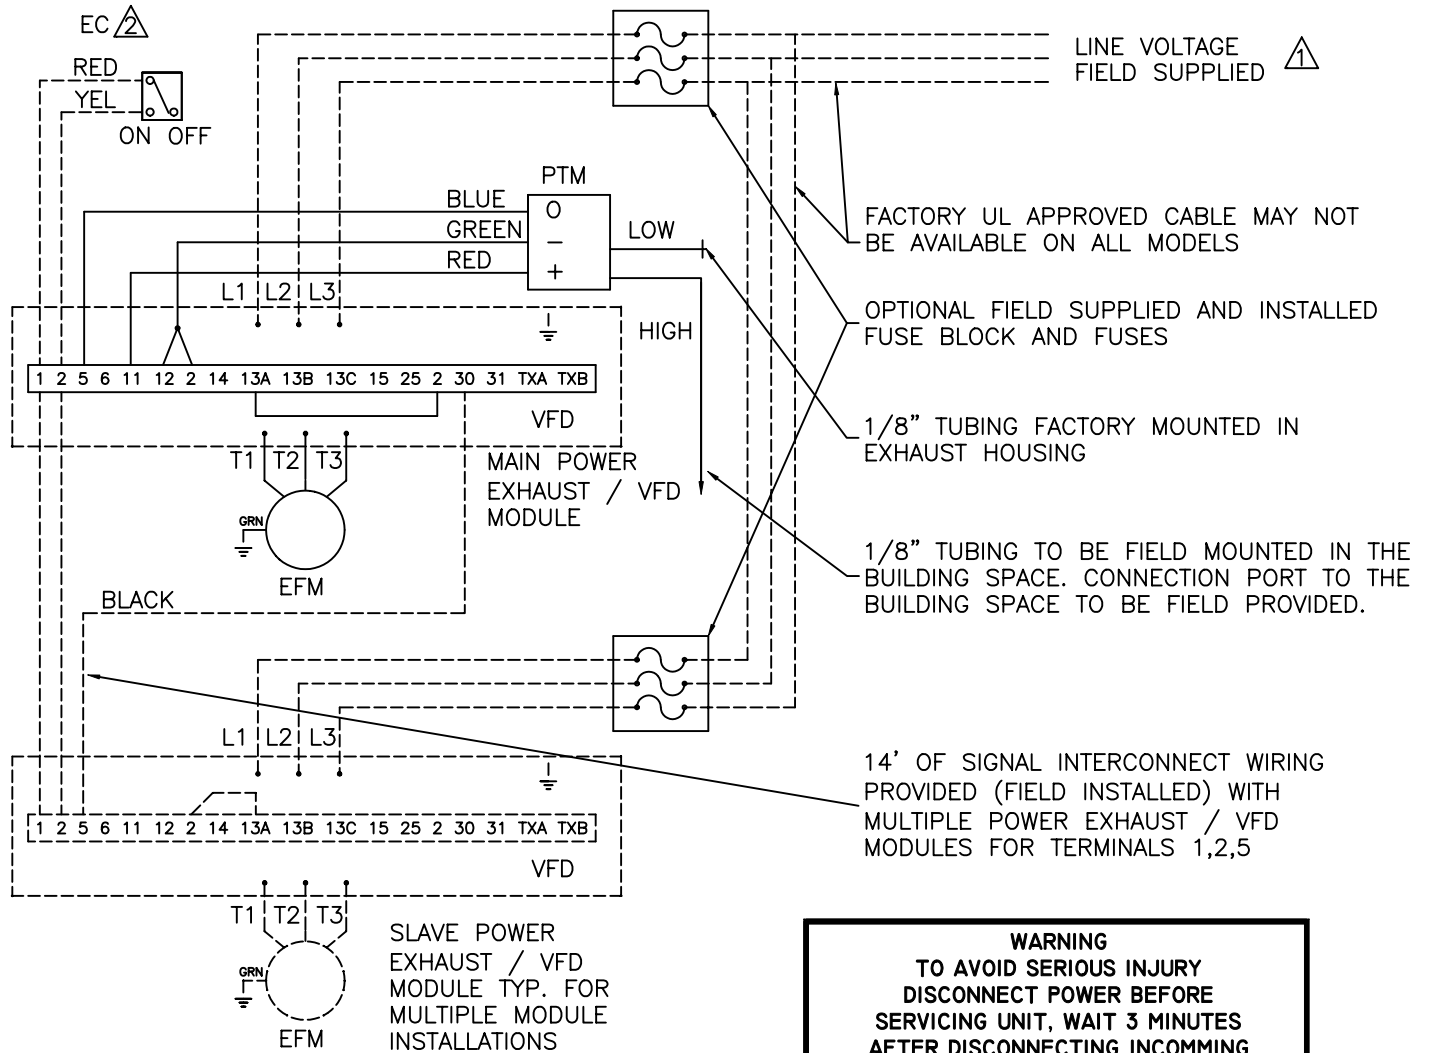 EC 2
RED
YEL
ON OFF
LINE VOLTAGE
FIELD SUPPLIED
1
PTM
BLUE
GREEN
RED
O
−
+
LOW
HIGH
L1 L2 L3
1 2 5 6 11 12 2 14 13A 13B 13C 15 25 2 30 31 TXA TXB
VFD
T1 T2 T3
GRN
EFM
MAIN POWER
EXHAUST / VFD
MODULE
BLACK
FACTORY UL APPROVED CABLE MAY NOT
BE AVAILABLE ON ALL MODELS
OPTIONAL FIELD SUPPLIED AND INSTALLED
FUSE BLOCK AND FUSES
1/8” TUBING FACTORY MOUNTED IN
EXHAUST HOUSING
1/8” TUBING TO BE FIELD MOUNTED IN THE
BUILDING SPACE. CONNECTION PORT TO THE
BUILDING SPACE TO BE FIELD PROVIDED.
L1 L2 L3
1 2 5 6 11 12 2 14 13A 13B 13C 15 25 2 30 31 TXA TXB
VFD
T1 T2 T3
GRN
EFM
SLAVE POWER
EXHAUST / VFD
MODULE TYP. FOR
MULTIPLE MODULE
INSTALLATIONS
14’ OF SIGNAL INTERCONNECT WIRING
PROVIDED (FIELD INSTALLED) WITH
MULTIPLE POWER EXHAUST / VFD
MODULES FOR TERMINALS 1,2,5
WARNING
TO AVOID SERIOUS INJURY
DISCONNECT POWER BEFORE
SERVICING UNIT, WAIT 3 MINUTES
AFTER DISCONNECTING INCOMMING